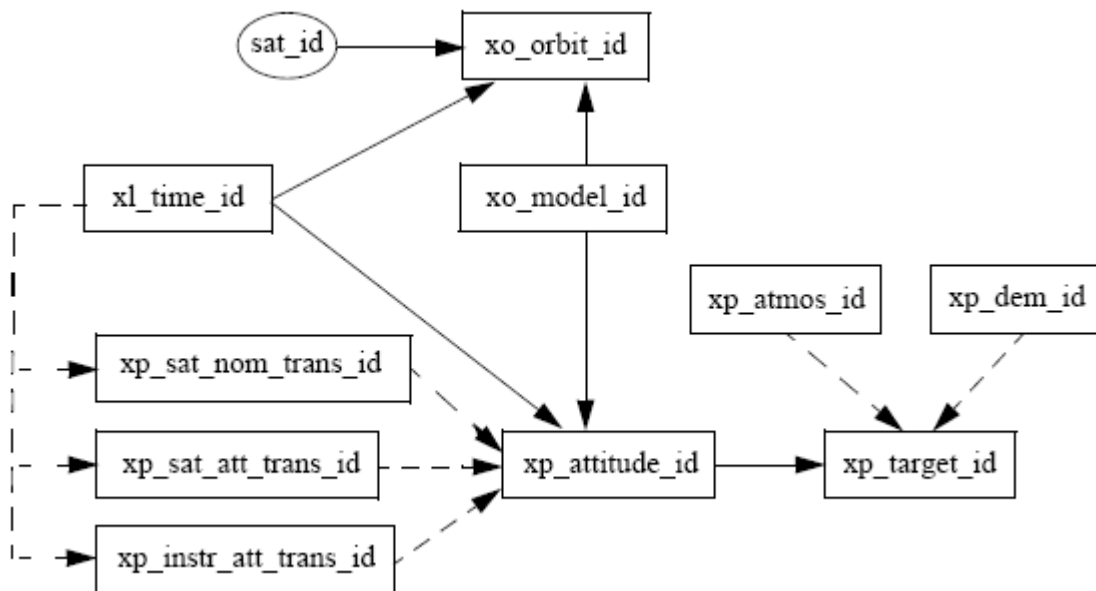 sat_id
xo_orbit_id
xl_time_id
xo_model_id
xp_atmos_id
xp_dem_id
xp_sat_nom_trans_id
xp_sat_att_trans_id
xp_attitude_id
xp_target_id
xp_instr_att_trans_id